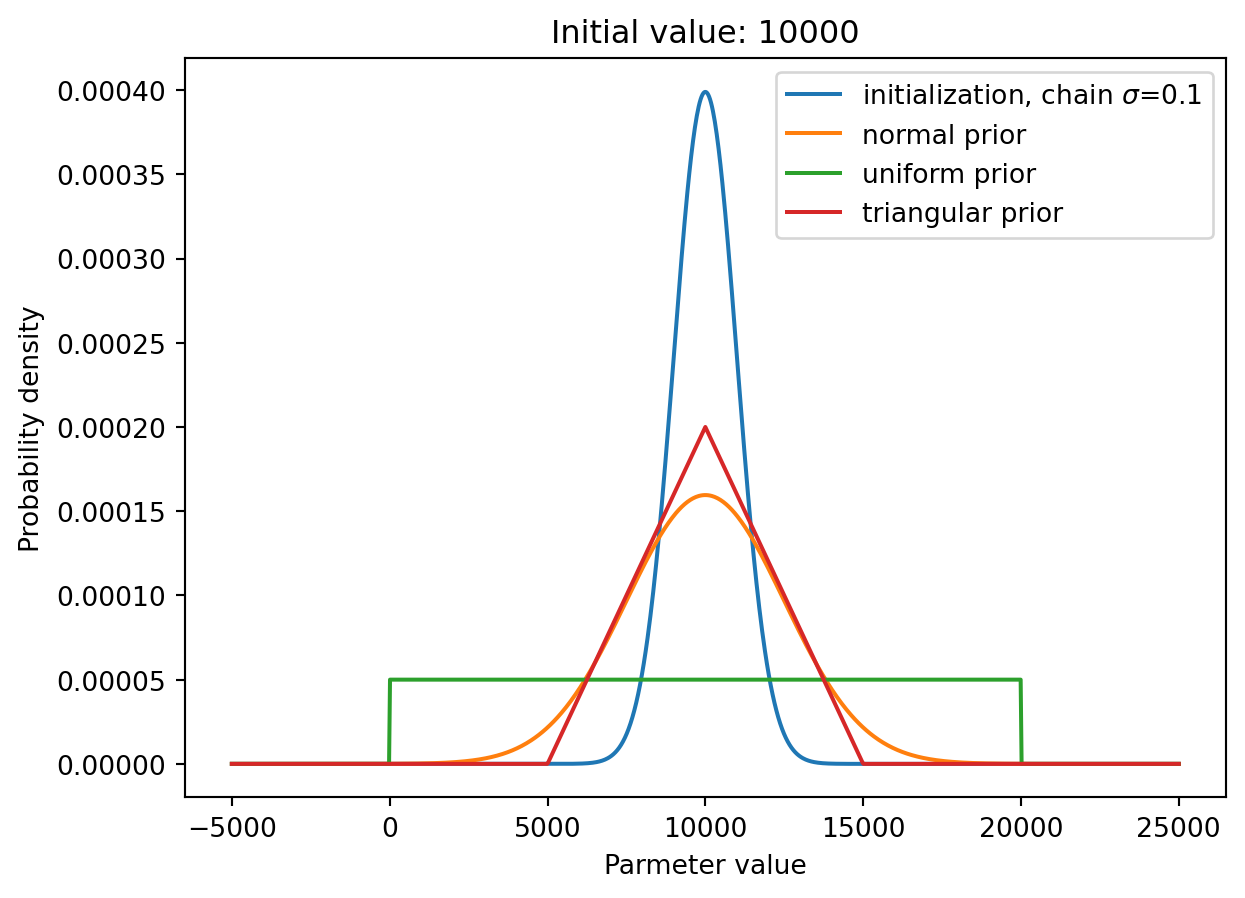 Initial value: 10000
initialization, chain σ=0.1
normal prior
uniform prior
triangular prior
Probability density
0.00040
0.00035
0.00030
0.00025
0.00020
0.00015
0.00010
0.00005
0.00000
−5000
0
5000
10000
15000
20000
25000
Parmeter value